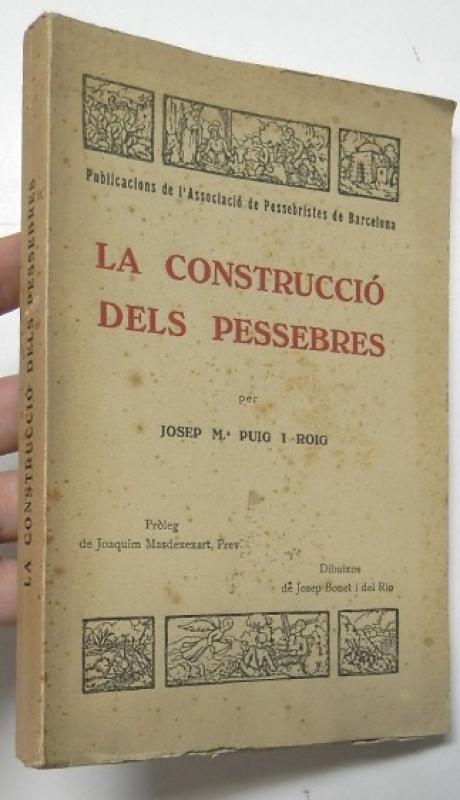 Publicacions de l'Associació de Pessebristes de Barcelona
LA CONSTRUCCIÓ
DELS PESSEBRES
per
JOSEP M.ª PUIG I ROIG
Pròleg
de Joaquim Masdexexart, Prev.
Dibuixos
de Josep Bonet i del Río
LA CONSTRUCCIÓ DELS PESSEBRES